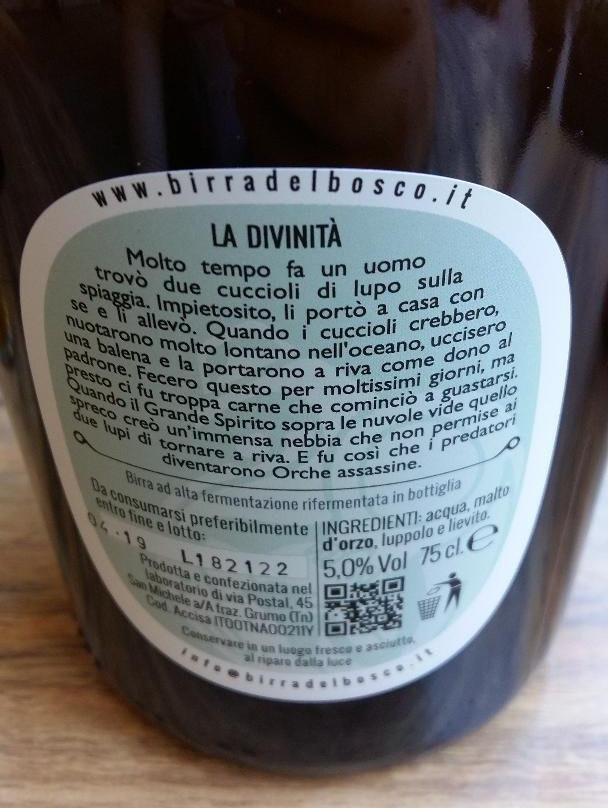 www.birradelbosco.it
LA DIVINITÀ
Molto tempo fa un uomo
trovò due cuccioli di lupo sulla
spiaggia. Impietosito, li portò a casa con
se e li allevò. Quando i cuccioli crebbero,
nuotarono molto lontano nell'oceano, uccisero
una balena e la portarono a riva come dono al
padrone. Fecero questo per moltissimi giorni, ma
presto ci fu troppa carne che cominciò a guastarsi.
Quando il Grande Spirito sopra le nuvole vide quello
spreco creò un'immensa nebbia che non permise ai
due lupi di tornare a riva. E fu così che i predatori
diventarono Orche assassine.
Birra ad alta fermentazione rifermentata in bottiglia
Da consumarsi preferibilmente
entro fine e lotto:
04.19 L182122
Prodotta e confezionata nel
laboratorio di via Postal, 45
San Michele a/A fraz. Grumo (Tn)
Cod. Accisa IT00TNA00211Y
INGREDIENTI: acqua, malto
d'orzo, luppolo e lievito.
5,0% Vol 75 cl. e
Conservare in un luogo fresco e asciutto,
al riparo dalla luce
info@birradelbosco.it